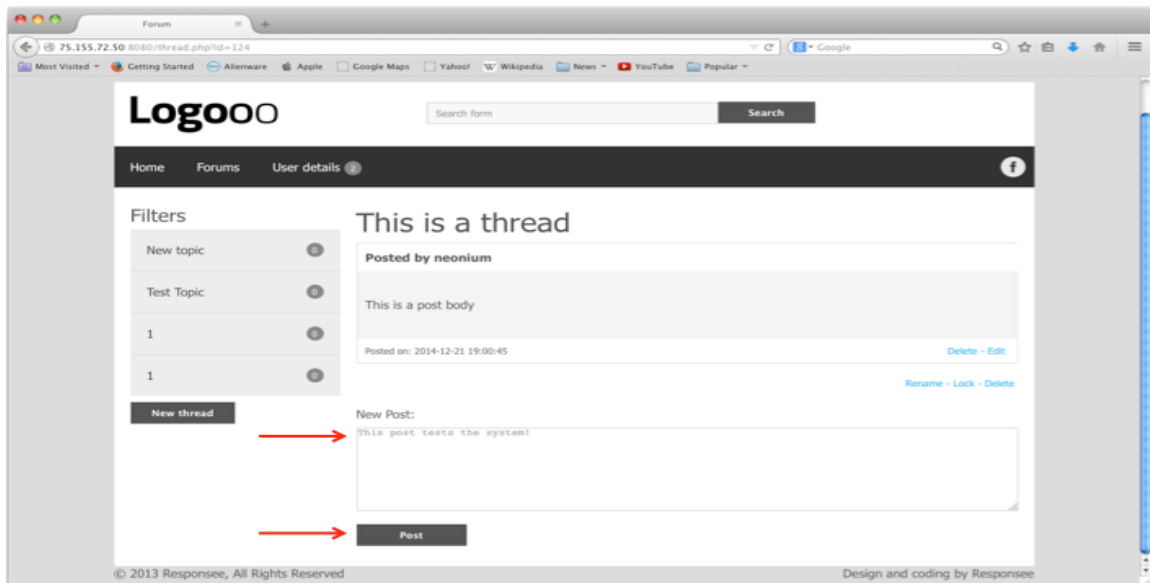 Forum
75.155.72.50:8080/thread.php?id=124
Google
Most Visited Getting Started Alienware Apple Google Maps Yahoo! Wikipedia News YouTube Popular
Logooo
Search form
Search
Home Forums User details 2
f
Filters
New topic 0
Test Topic 0
1 0
1 0
New thread
This is a thread
Posted by neonium
This is a post body
Posted on: 2014-12-21 19:00:45
Delete - Edit
Rename - Lock - Delete
New Post:
This post tests the system!
Post
© 2013 Responsee, All Rights Reserved
Design and coding by Responsee